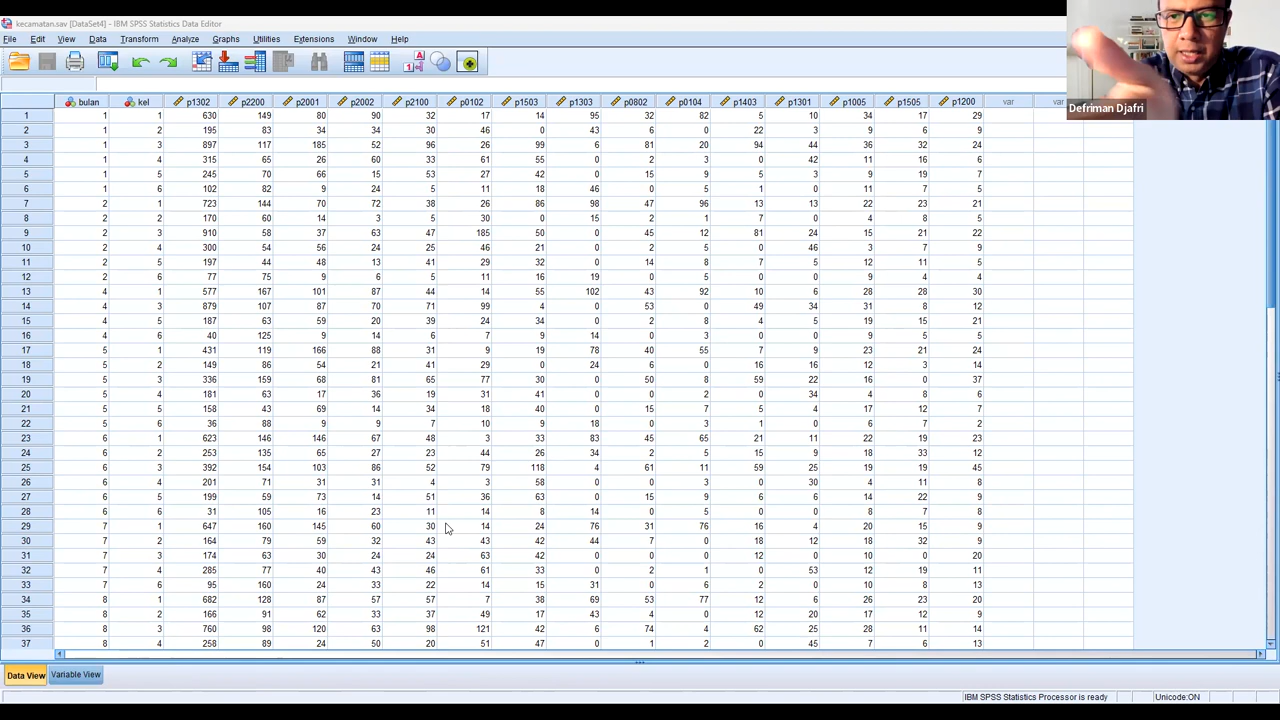 kecamatan.sav [DataSet4] - IBM SPSS Statistics Data Editor
File Edit View Data Transform Analyze Graphs Utilities Extensions Window Help
Defriman Djafri
bulan kel p1302 p2200 p2001 p2002 p2100 p0102 p1503 p1303 p0802 p0104 p1403 p1301 p1005 p1505 p1200 var
1 1 1 630 149 80 90 32 17 14 95 32 82 5 10 34 17 29
2 1 2 195 83 34 34 30 46 0 43 6 0 22 3 9 6 9
3 1 3 897 117 185 52 96 26 99 6 81 20 94 44 36 32 24
4 1 4 315 65 26 60 33 61 55 0 2 3 0 42 11 16 6
5 1 5 245 70 66 15 53 27 42 0 15 9 5 3 9 19 7
6 1 6 102 82 9 24 5 11 18 46 0 5 1 0 11 7 5
7 2 1 723 144 70 72 38 26 86 98 47 96 13 13 22 23 21
8 2 2 170 60 14 3 5 30 0 15 2 1 7 0 4 8 5
9 2 3 910 58 37 63 47 185 50 0 45 12 81 24 15 21 22
10 2 4 300 54 56 24 25 46 21 0 2 5 0 46 3 7 9
11 2 5 197 44 48 13 41 29 32 0 14 8 7 5 12 11 5
12 2 6 77 75 9 6 5 11 16 19 0 5 0 0 9 4 4
13 4 1 577 167 101 87 44 14 55 102 43 92 10 6 28 28 30
14 4 3 879 107 87 70 71 99 4 0 53 0 49 34 31 8 12
15 4 5 187 63 59 20 39 24 34 0 2 8 4 5 19 15 21
16 4 6 40 125 9 14 6 7 9 14 0 3 0 0 9 5 5
17 5 1 431 119 166 88 31 9 19 78 40 55 7 9 23 21 24
18 5 2 149 86 54 21 41 29 0 24 6 0 16 16 12 3 14
19 5 3 336 159 68 81 65 77 30 0 50 8 59 22 16 0 37
20 5 4 181 63 17 36 19 31 41 0 0 2 0 34 4 8 6
21 5 5 158 43 69 14 34 18 40 0 15 7 5 4 17 12 7
22 5 6 36 88 9 9 7 10 9 18 0 3 1 0 6 7 2
23 6 1 623 146 146 67 48 3 33 83 45 65 21 11 22 19 23
24 6 2 253 135 65 27 23 44 26 34 2 5 15 9 18 33 12
25 6 3 392 154 103 86 52 79 118 4 61 11 59 25 19 19 45
26 6 4 201 71 31 31 4 3 58 0 0 3 0 30 4 11 8
27 6 5 199 59 73 14 51 36 63 0 15 9 6 6 14 22 9
28 6 6 31 105 16 23 11 14 8 14 0 5 0 0 8 7 8
29 7 1 647 160 145 60 30 14 24 76 31 76 16 4 20 15 9
30 7 2 164 79 59 32 43 43 42 44 7 0 18 12 18 32 9
31 7 3 174 63 30 24 24 63 42 0 0 0 12 0 10 0 20
32 7 4 285 77 40 43 46 61 33 0 2 1 0 53 12 19 11
33 7 6 95 160 24 33 22 14 15 31 0 6 2 0 10 8 13
34 8 1 682 128 87 57 57 7 38 69 53 77 12 6 26 23 20
35 8 2 166 91 62 33 37 49 17 43 4 0 12 20 17 12 9
36 8 3 760 98 120 63 98 121 42 6 74 4 62 25 28 11 14
37 8 4 258 89 24 50 20 51 47 0 1 2 0 45 7 6 13
Data View Variable View
IBM SPSS Statistics Processor is ready Unicode:ON